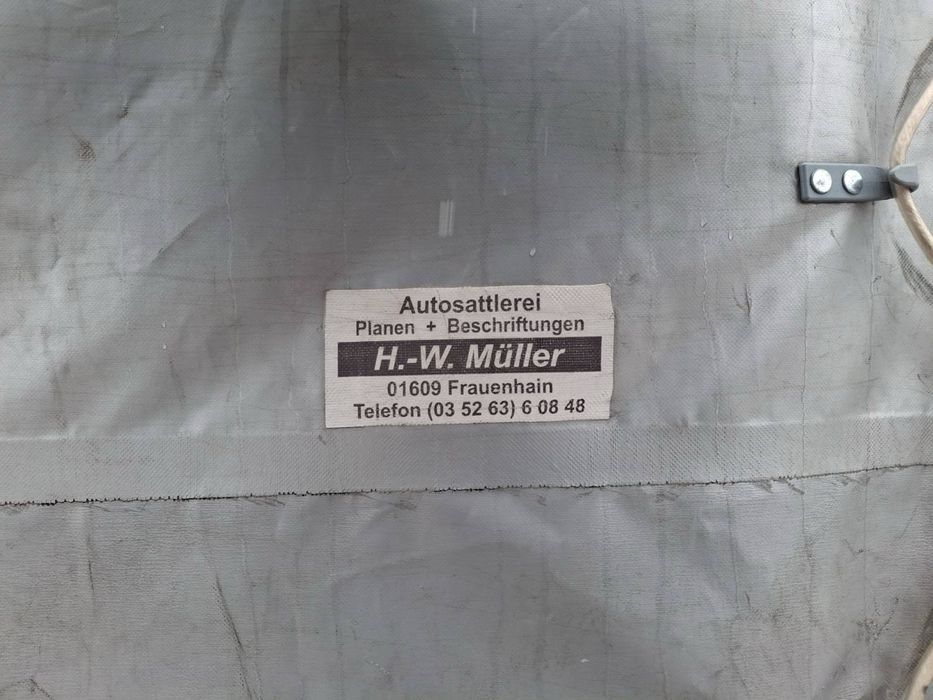 Autosattlerei
Planen + Beschriftungen
H.-W. Müller
01609 Frauenhain
Telefon (03 52 63) 6 08 48